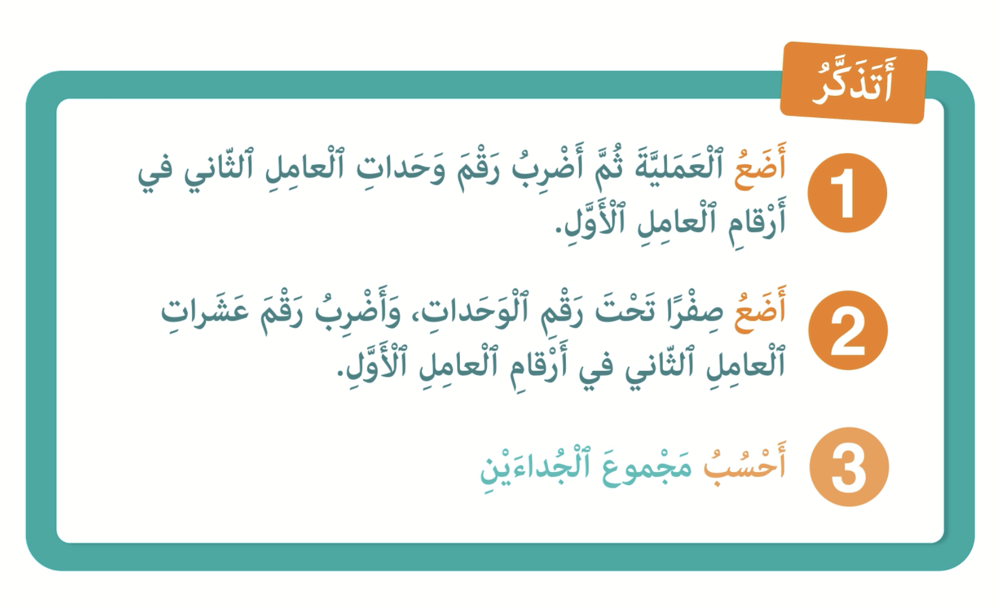 أَتَذَكَّرُ
1 أَضَعُ ٱلْعَمَليَّةَ ثُمَّ أَضْرِبُ رَقْمَ وَحَداتِ ٱلْعامِلِ ٱلثّاني في
أَرْقامِ ٱلْعامِلِ ٱلْأَوَّلِ.
2 أَضَعُ صِفْرًا تَحْتَ رَقْمِ ٱلْوَحَداتِ، وَأَضْرِبُ رَقْمَ عَشَراتِ
ٱلْعامِلِ ٱلثّاني في أَرْقامِ ٱلْعامِلِ ٱلْأَوَّلِ.
3 أَحْسُبُ مَجْموعَ ٱلْجُداءَيْنِ